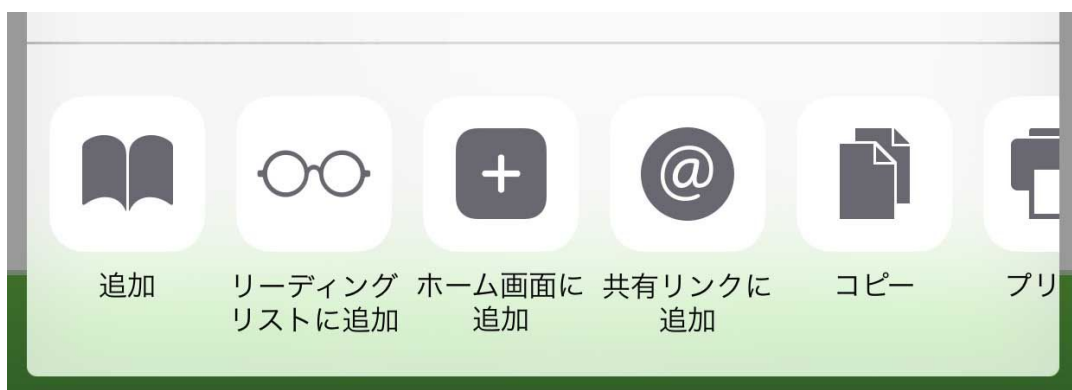 追加
リーディング
リストに追加
ホーム画面に
追加
共有リンクに
追加
コピー
プリ